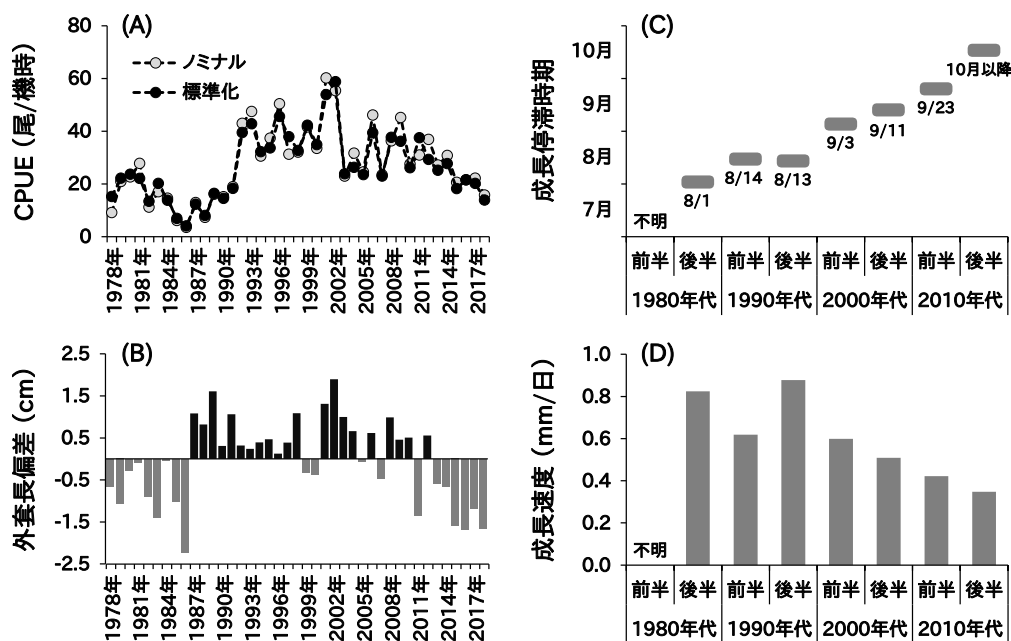 (A)
CPUE (尾/機時)
80
60
40
20
0
ノミナル
標準化
1978年
1981年
1984年
1987年
1990年
1993年
1996年
1999年
2002年
2005年
2008年
2011年
2014年
2017年
(C)
成長停滞時期
10月
9月
8月
7月
不明
8/1
8/14
8/13
9/3
9/11
9/23
10月以降
前半 後半 前半 後半 前半 後半 前半 後半
1980年代 1990年代 2000年代 2010年代
(B)
外套長偏差 (cm)
2.5
1.5
0.5
-0.5
-1.5
-2.5
1978年
1981年
1984年
1987年
1990年
1993年
1996年
1999年
2002年
2005年
2008年
2011年
2014年
2017年
(D)
成長速度 (mm/日)
1.0
0.8
0.6
0.4
0.2
0.0
不明
前半 後半 前半 後半 前半 後半 前半 後半
1980年代 1990年代 2000年代 2010年代